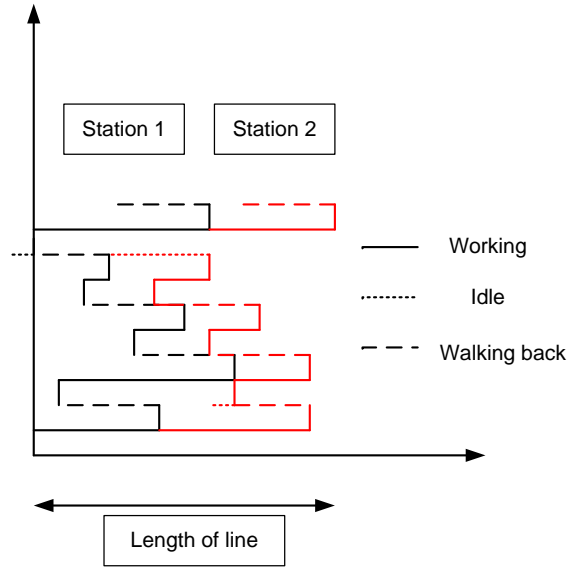 Station 1
Station 2
Working
Idle
Walking back
Length of line